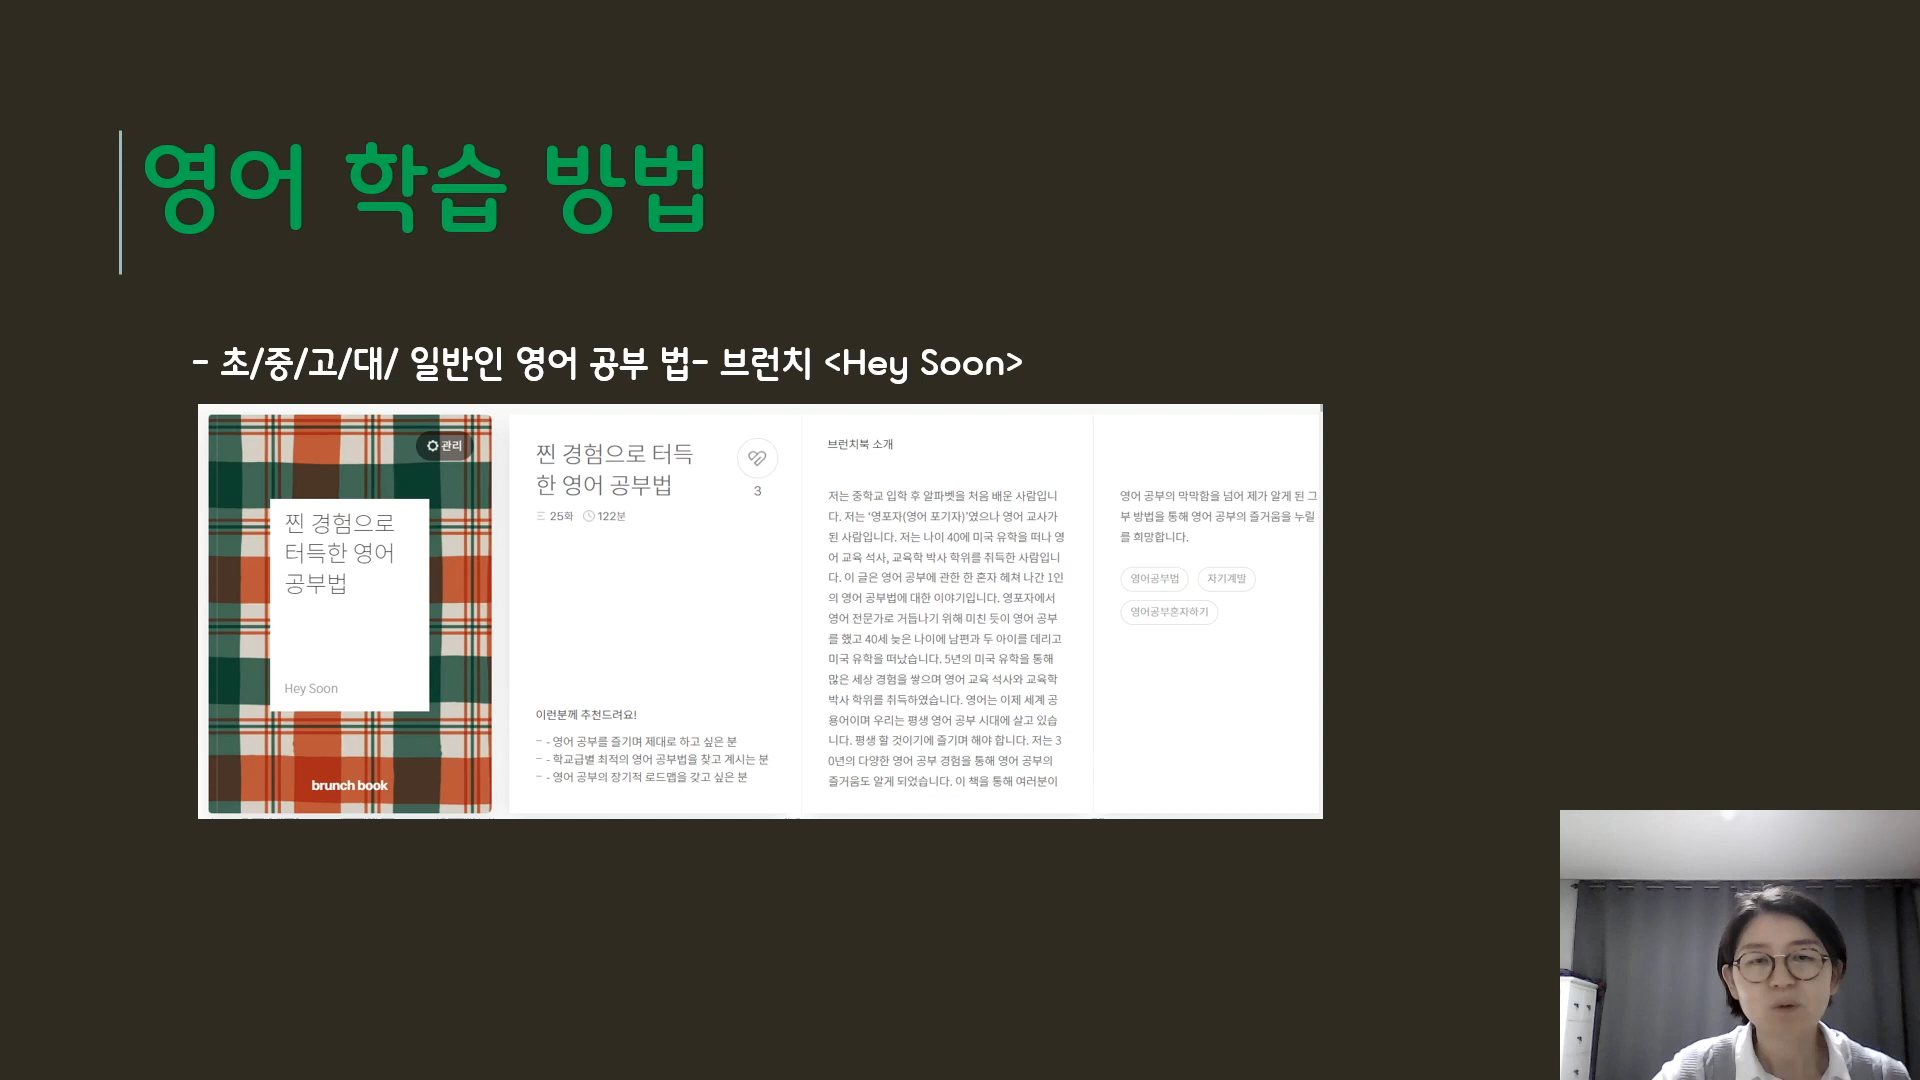 영어 학습 방법
- 초/중/고/대/ 일반인 영어 공부 법- 브런치 <Hey Soon>
관리
찐 경험으로
터득한 영어
공부법
Hey Soon
brunch book
찐 경험으로 터득
한 영어 공부법
3
25화 122분
이런분께 추천드려요!
– - 영어 공부를 즐기며 제대로 하고 싶은 분
– - 학교급별 최적의 영어 공부법을 찾고 계시는 분
– - 영어 공부의 장기적 로드맵을 갖고 싶은 분
브런치북 소개
저는 중학교 입학 후 알파벳을 처음 배운 사람입니
다. 저는 '영포자(영어 포기자)'였으나 영어 교사가
된 사람입니다. 저는 나이 40에 미국 유학을 떠나 영
어 교육 석사, 교육학 박사 학위를 취득한 사람입니
다. 이 글은 영어 공부에 관한 한 혼자 헤쳐 나간 1인
의 영어 공부법에 대한 이야기입니다. 영포자에서
영어 전문가로 거듭나기 위해 미친 듯이 영어 공부
를 했고 40세 늦은 나이에 남편과 두 아이를 데리고
미국 유학을 떠났습니다. 5년의 미국 유학을 통해
많은 세상 경험을 쌓으며 영어 교육 석사와 교육학
박사 학위를 취득하였습니다. 영어는 이제 세계 공
용어이며 우리는 평생 영어 공부 시대에 살고 있습
니다. 평생 할 것이기에 즐기며 해야 합니다. 저는 3
0년의 다양한 영어 공부 경험을 통해 영어 공부의
즐거움도 알게 되었습니다. 이 책을 통해 여러분이
영어 공부의 막막함을 넘어 제가 알게 된 그
부 방법을 통해 영어 공부의 즐거움을 누릴
를 희망합니다.
영어공부법 자기계발
영어공부혼자하기